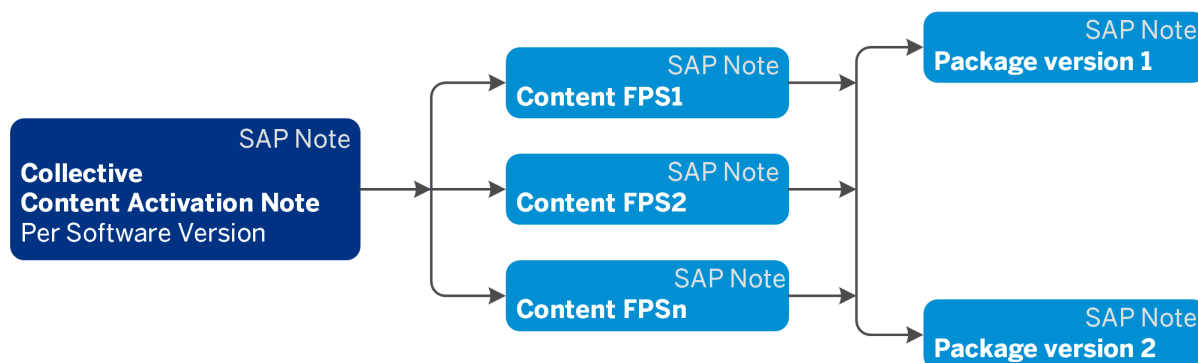 SAP Note
Collective
Content Activation Note
Per Software Version
SAP Note
Content FPS1
SAP Note
Content FPS2
SAP Note
Content FPSn
SAP Note
Package version 1
SAP Note
Package version 2